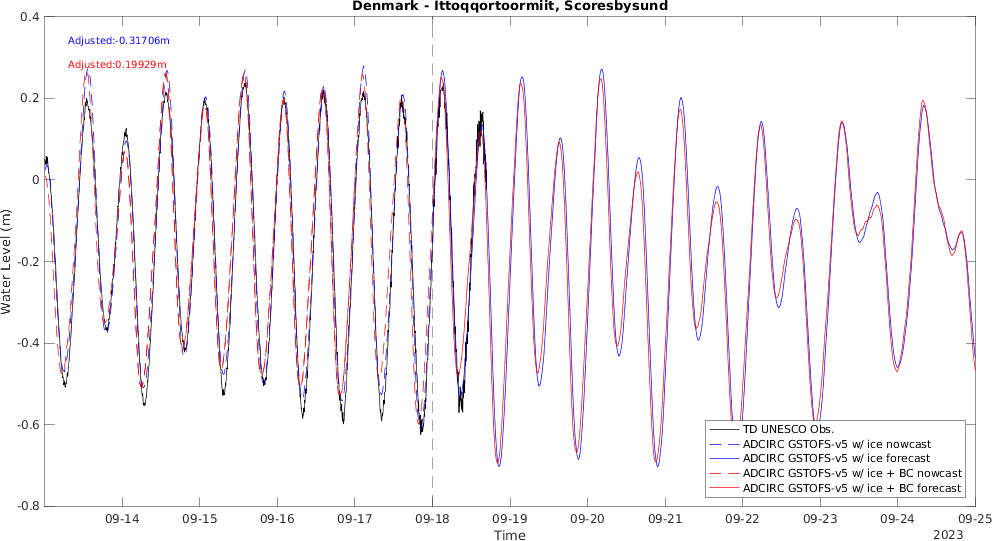 Denmark - Ittoqqortoormiit, Scoresbysund
Adjusted:-0.31706m
Adjusted:0.19929m
0.4
0.2
0
-0.2
-0.4
-0.6
-0.8
Water Level (m)
TD UNESCO Obs.
ADCIRC GSTOFS-v5 w/ ice nowcast
ADCIRC GSTOFS-v5 w/ ice forecast
ADCIRC GSTOFS-v5 w/ ice + BC nowcast
ADCIRC GSTOFS-v5 w/ ice + BC forecast
09-14 09-15 09-16 09-17 09-18 09-19 09-20 09-21 09-22 09-23 09-24 09-25
Time
2023